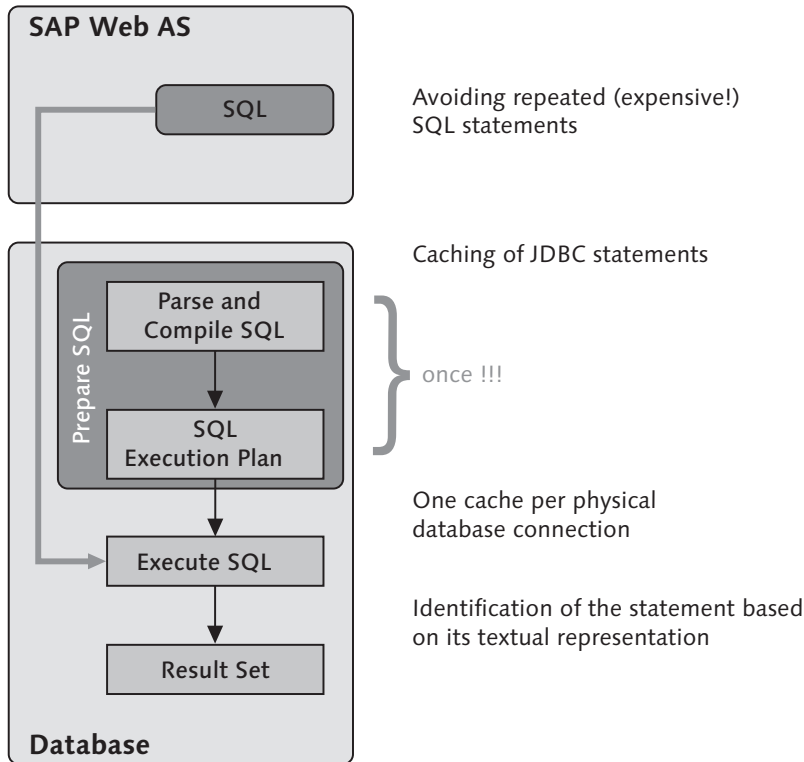 SAP Web AS
SQL
Avoiding repeated (expensive!)
SQL statements
Caching of JDBC statements
Prepare SQL
Parse and
Compile SQL
once !!!
SQL
Execution Plan
One cache per physical
database connection
Execute SQL
Identification of the statement based
on its textual representation
Result Set
Database